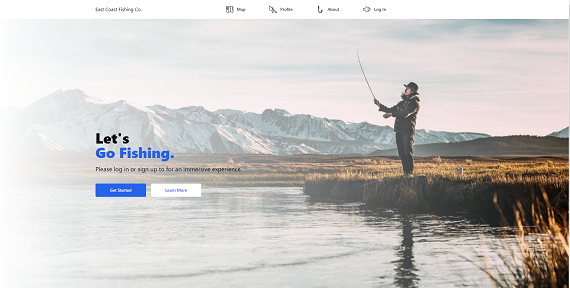 East Coast Fishing Co.
Map
Profile
About
Log In
Let's
Go Fishing.
Please log in or sign up to for an immersive experience.
Get Started
Learn More